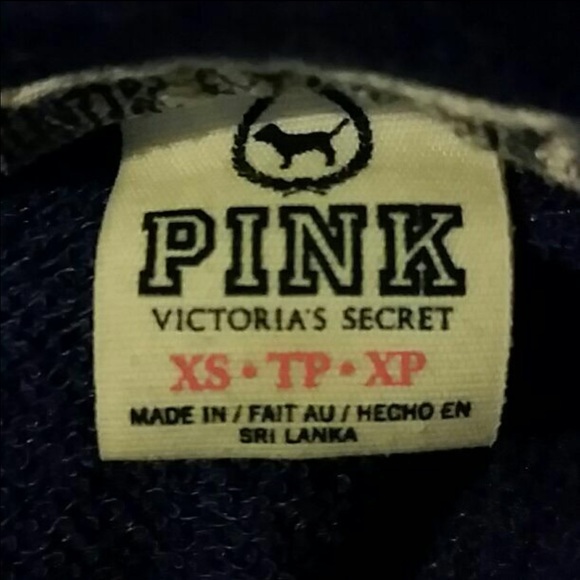 PINK
VICTORIA'S SECRET
XS • TP • XP
MADE IN / FAIT AU / HECHO EN
SRI LANKA